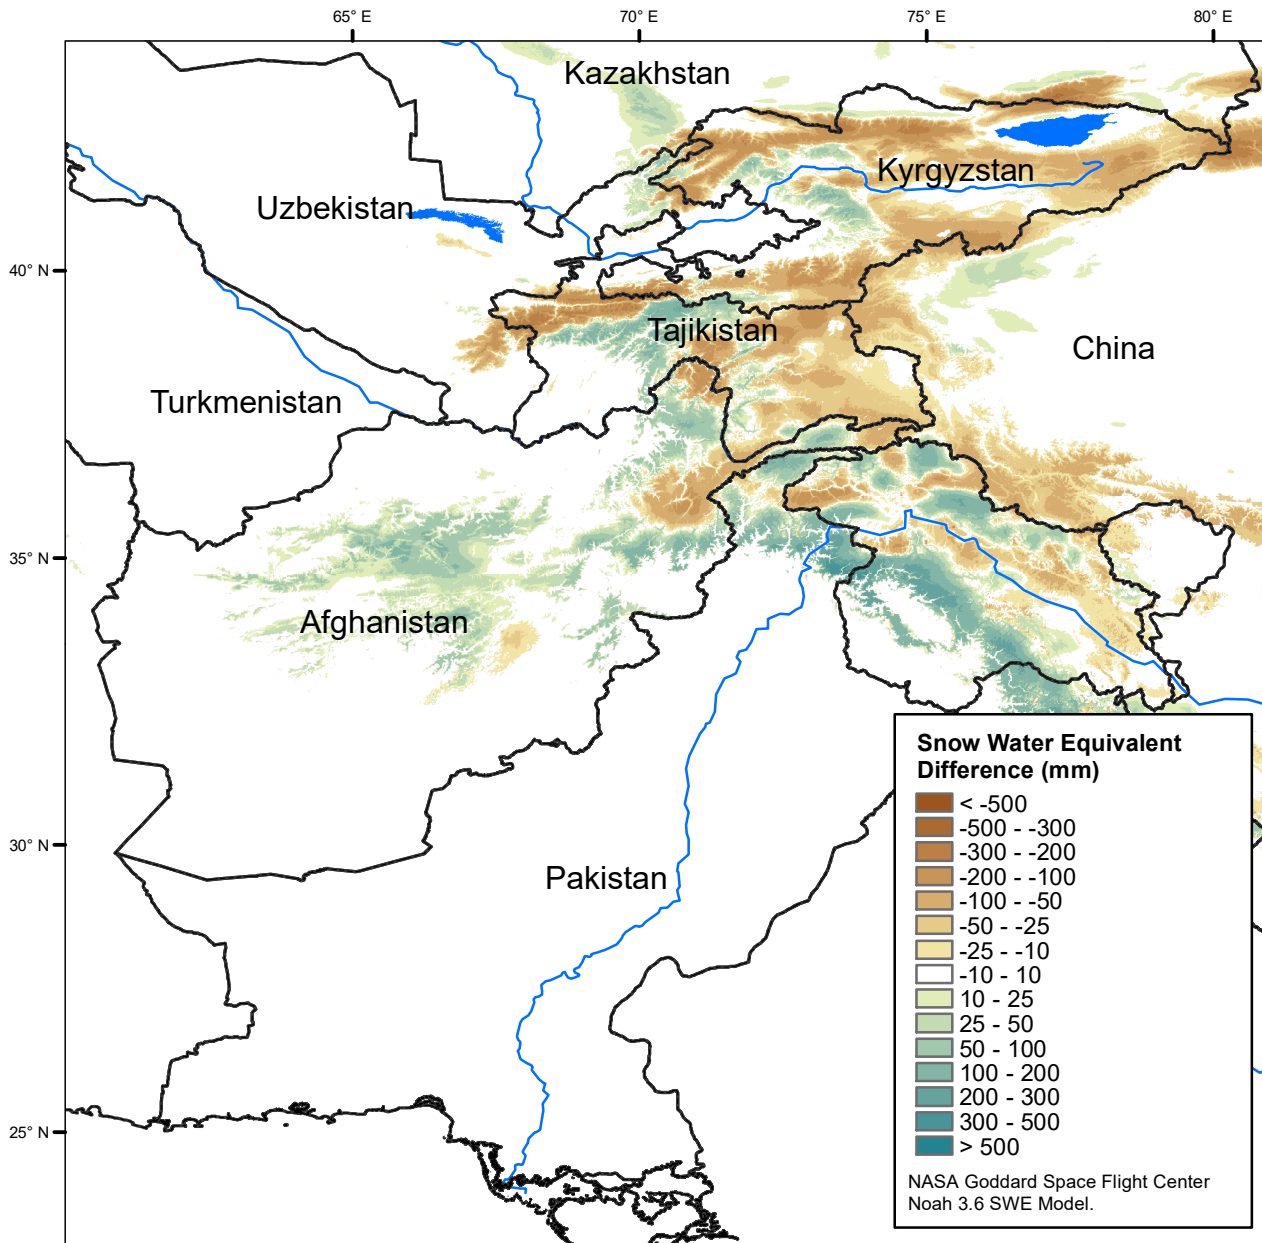 65° E
70° E
75° E
80° E
Kazakhstan
Kyrgyzstan
Uzbekistan
40° N
Tajikistan
China
Turkmenistan
35° N
Afghanistan
30° N
Pakistan
25° N
Snow Water Equivalent
Difference (mm)
< -500
-500 - -300
-300 - -200
-200 - -100
-100 - -50
-50 - -25
-25 - -10
-10 - 10
10 - 25
25 - 50
50 - 100
100 - 200
200 - 300
300 - 500
> 500
NASA Goddard Space Flight Center
Noah 3.6 SWE Model.